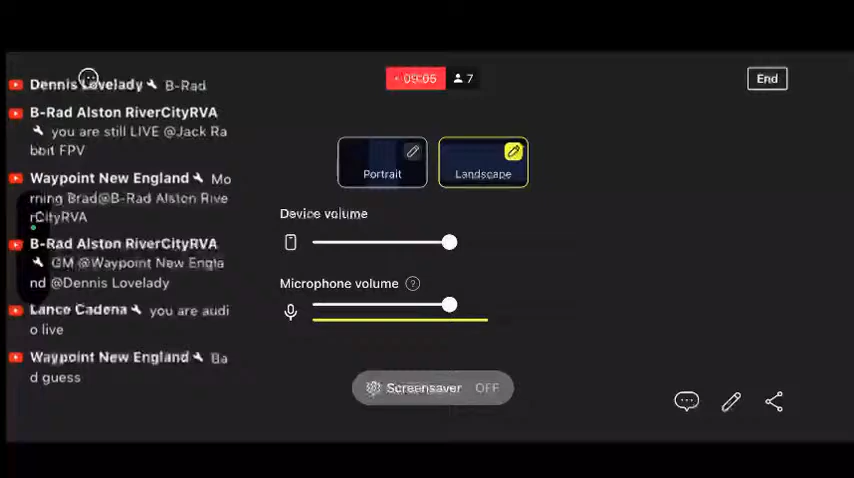 Dennis Lovelady B-Rad
B-Rad Alston RiverCityRVA
you are still LIVE @Jack Ra
bbit FPV
Waypoint New England Mo
rning Brad@B-Rad Alston Rive
rCityRVA
B-Rad Alston RiverCityRVA
GM @Waypoint New Engla
nd @Dennis Lovelady
Lance Cadena you are audi
o live
Waypoint New England Ba
d guess
09:06 7
End
Portrait Landscape
Device volume
Microphone volume ?
Screensaver OFF